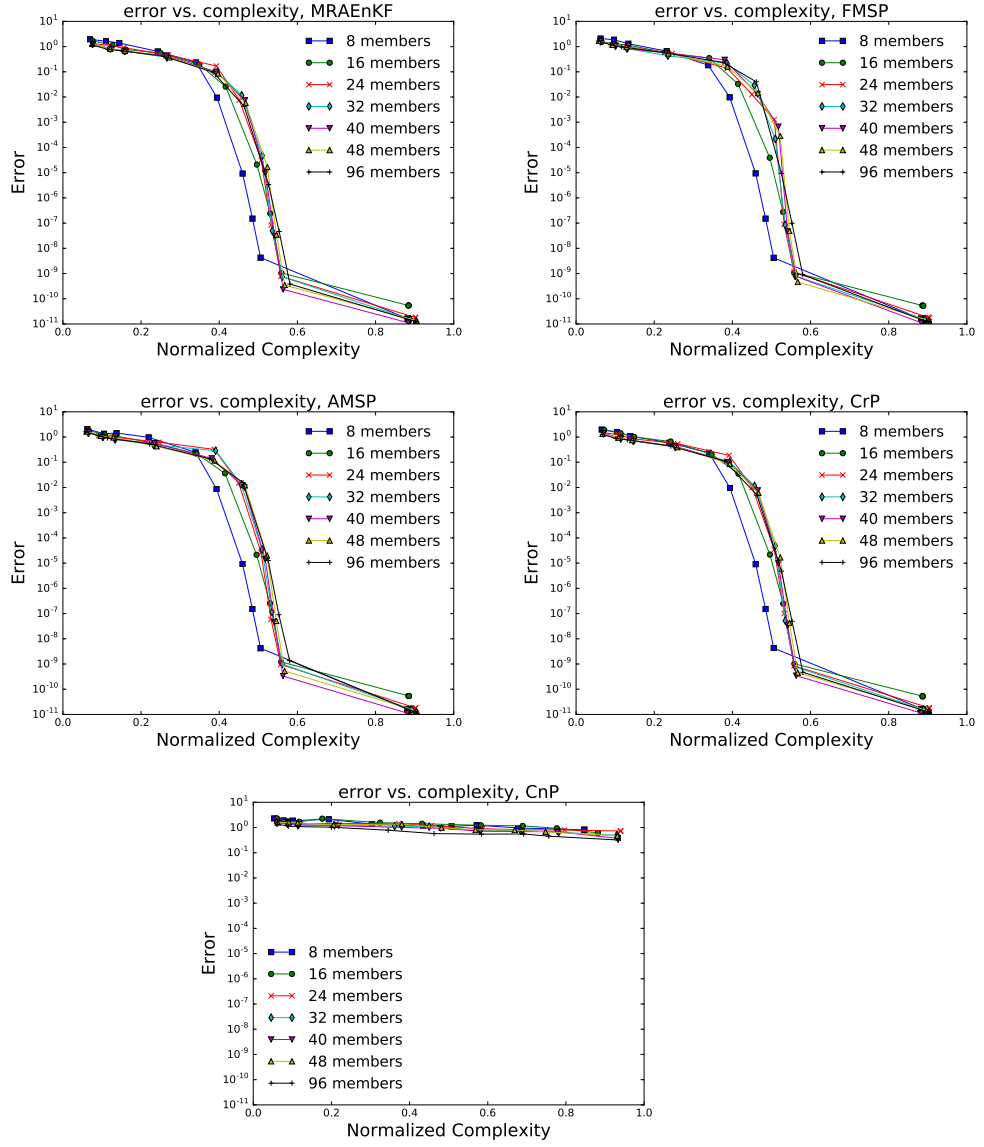 error vs. complexity, MRAEnKF
10^1
10^0
10^-1
10^-2
10^-3
10^-4
10^-5
10^-6
10^-7
10^-8
10^-9
10^-10
10^-11
Error
8 members
16 members
24 members
32 members
40 members
48 members
96 members
0.0 0.2 0.4 0.6 0.8 1.0
Normalized Complexity
error vs. complexity, FMSP
10^1
10^0
10^-1
10^-2
10^-3
10^-4
10^-5
10^-6
10^-7
10^-8
10^-9
10^-10
10^-11
Error
8 members
16 members
24 members
32 members
40 members
48 members
96 members
0.0 0.2 0.4 0.6 0.8 1.0
Normalized Complexity
error vs. complexity, AMSP
10^1
10^0
10^-1
10^-2
10^-3
10^-4
10^-5
10^-6
10^-7
10^-8
10^-9
10^-10
10^-11
Error
8 members
16 members
24 members
32 members
40 members
48 members
96 members
0.0 0.2 0.4 0.6 0.8 1.0
Normalized Complexity
error vs. complexity, CrP
10^1
10^0
10^-1
10^-2
10^-3
10^-4
10^-5
10^-6
10^-7
10^-8
10^-9
10^-10
10^-11
Error
8 members
16 members
24 members
32 members
40 members
48 members
96 members
0.0 0.2 0.4 0.6 0.8 1.0
Normalized Complexity
error vs. complexity, CnP
10^1
10^0
10^-1
10^-2
10^-3
10^-4
10^-5
10^-6
10^-7
10^-8
10^-9
10^-10
10^-11
Error
8 members
16 members
24 members
32 members
40 members
48 members
96 members
0.0 0.2 0.4 0.6 0.8 1.0
Normalized Complexity